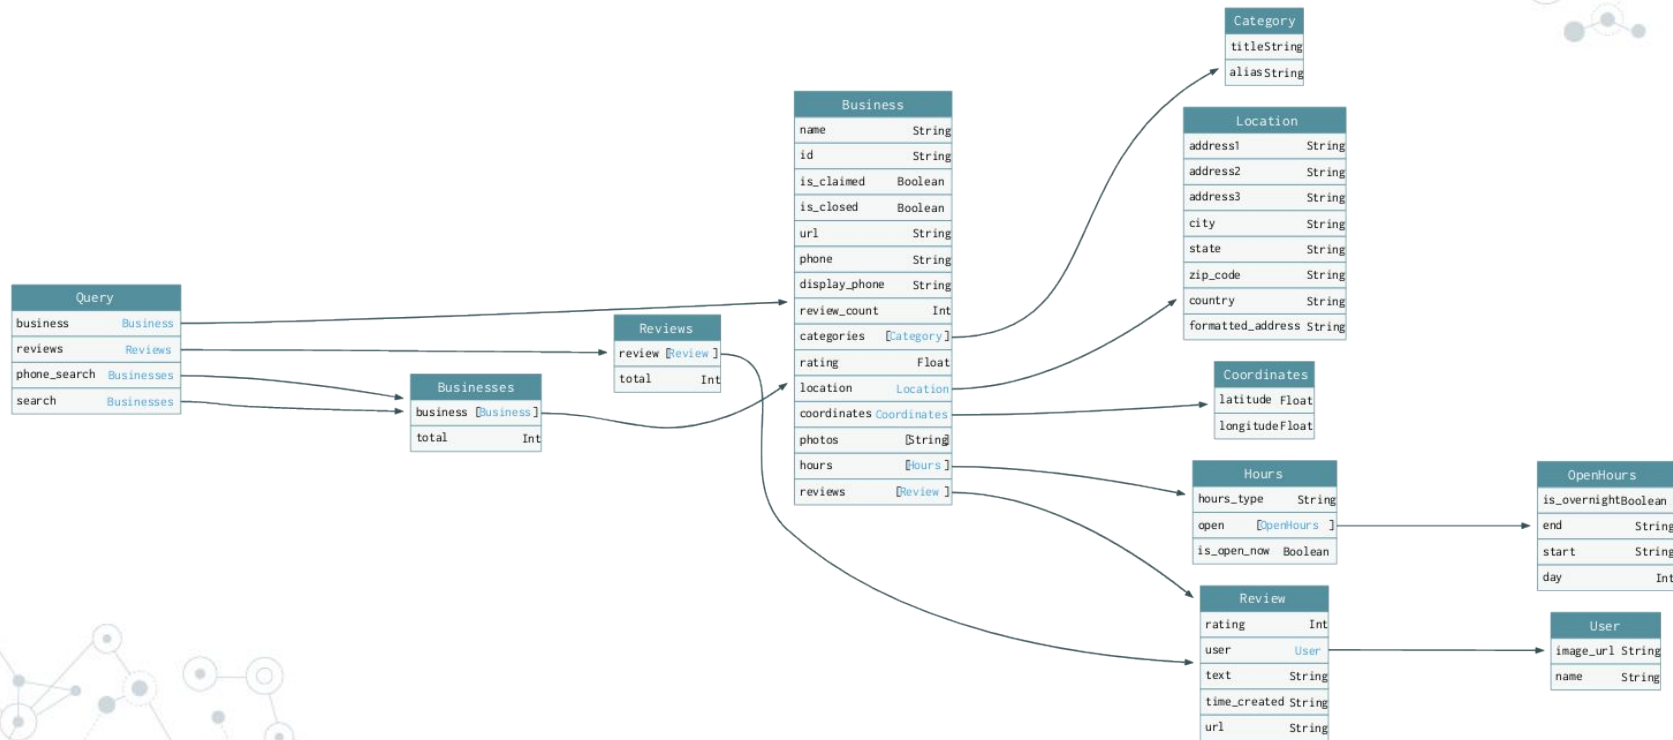 Query
business Business
reviews Reviews
phone_search Businesses
search Businesses
Businesses
business [Business]
total Int
Reviews
review [Review ]
total Int
Business
name String
id String
is_claimed Boolean
is_closed Boolean
url String
phone String
display_phone String
review_count Int
categories [Category]
rating Float
location Location
coordinates Coordinates
photos [String]
hours [Hours ]
reviews [Review ]
Category
title String
alias String
Location
address1 String
address2 String
address3 String
city String
state String
zip_code String
country String
formatted_address String
Coordinates
latitude Float
longitude Float
Hours
hours_type String
open [OpenHours ]
is_open_now Boolean
Review
rating Int
user User
text String
time_created String
url String
OpenHours
is_overnight Boolean
end String
start String
day Int
User
image_url String
name String